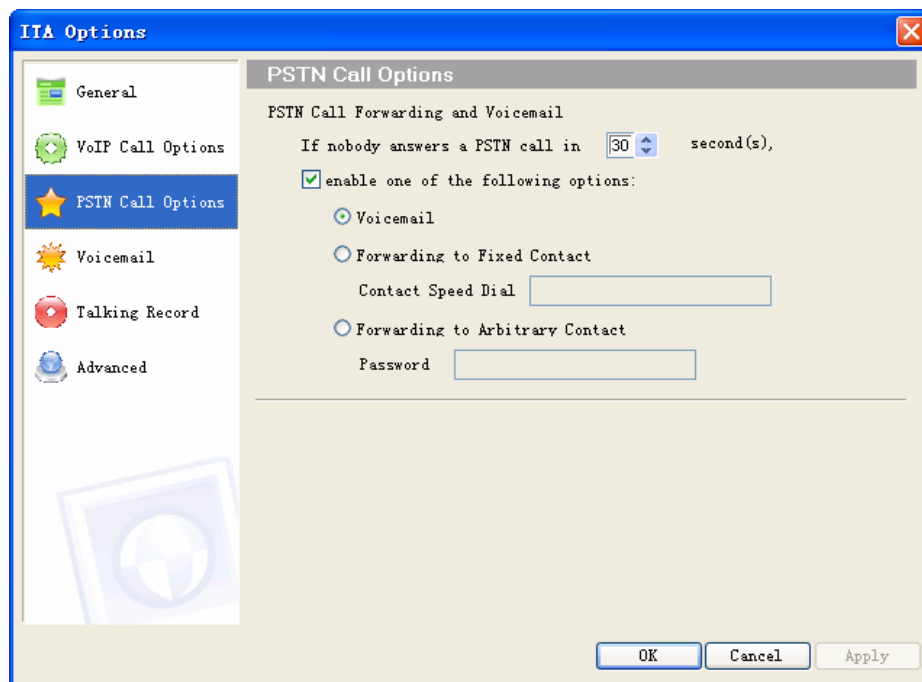 ITA Options
General
VoIP Call Options
PSTN Call Options
Voicemail
Talking Record
Advanced
PSTN Call Options
PSTN Call Forwarding and Voicemail
If nobody answers a PSTN call in 30 second(s),
enable one of the following options:
Voicemail
Forwarding to Fixed Contact
Contact Speed Dial
Forwarding to Arbitrary Contact
Password
OK Cancel Apply